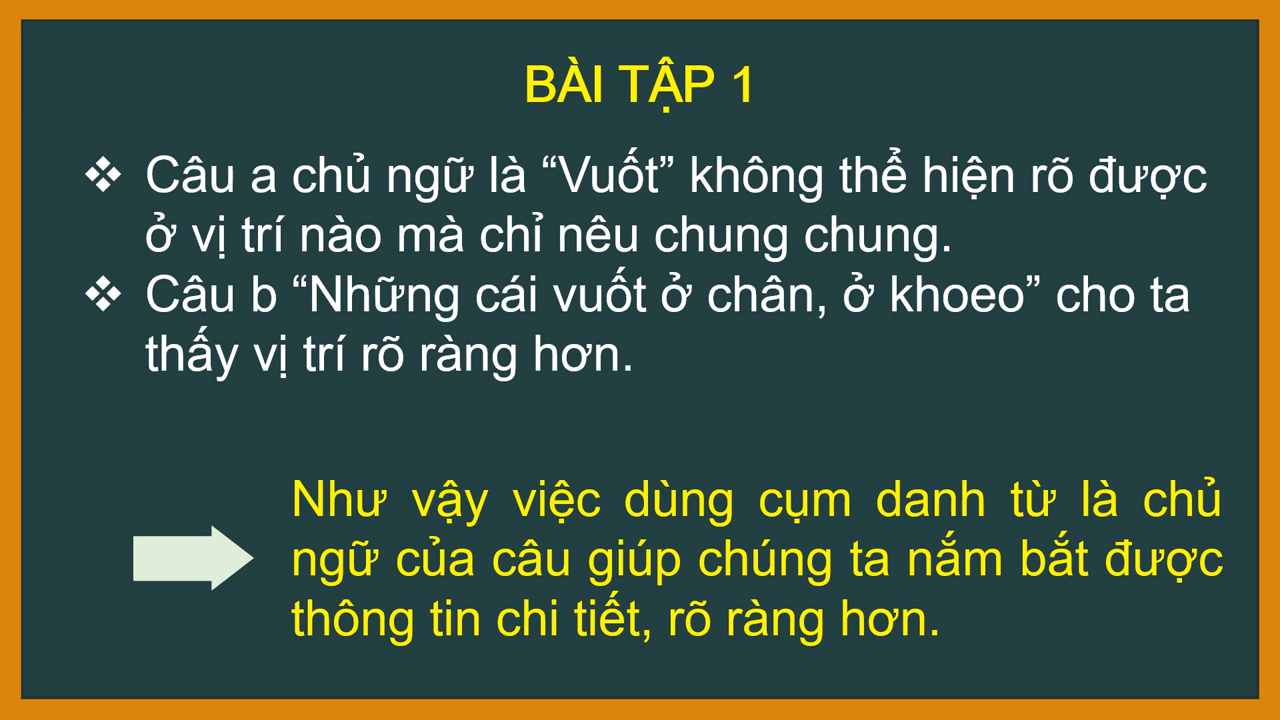 BÀI TẬP 1
❖ Câu a chủ ngữ là “Vuốt” không thể hiện rõ được
ở vị trí nào mà chỉ nêu chung chung.
❖ Câu b “Những cái vuốt ở chân, ở khoeo” cho ta
thấy vị trí rõ ràng hơn.
Như vậy việc dùng cụm danh từ là chủ
ngữ của câu giúp chúng ta nắm bắt được
thông tin chi tiết, rõ ràng hơn.